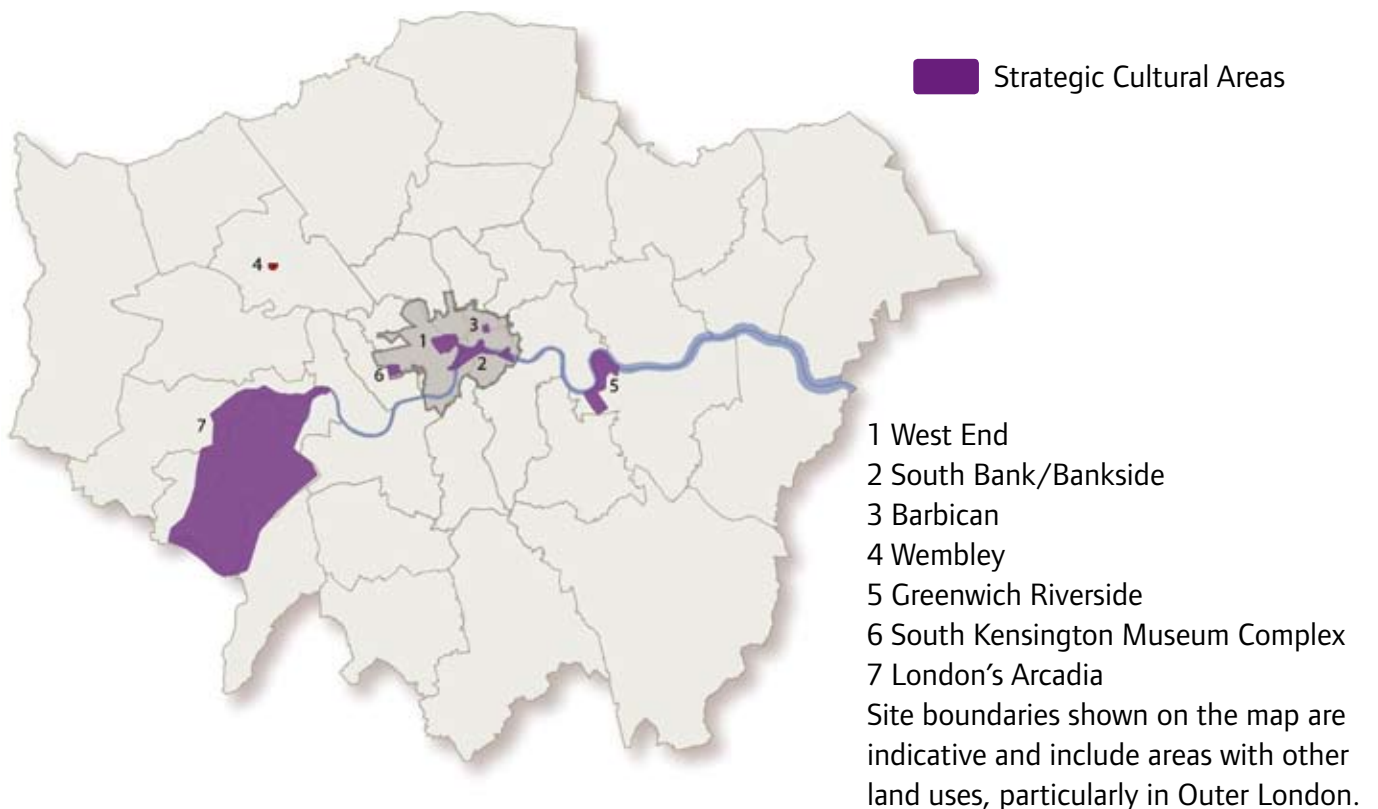 Strategic Cultural Areas
4
3
1
2
6
5
7
1 West End
2 South Bank/Bankside
3 Barbican
4 Wembley
5 Greenwich Riverside
6 South Kensington Museum Complex
7 London’s Arcadia
Site boundaries shown on the map are
indicative and include areas with other
land uses, particularly in Outer London.